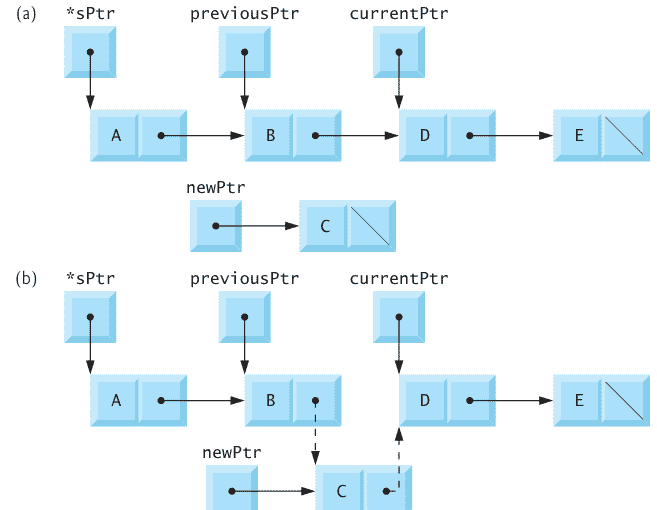 (a) *sPtr previousPtr currentPtr
A B D E
newPtr
C
(b) *sPtr previousPtr currentPtr
A B D E
newPtr
C